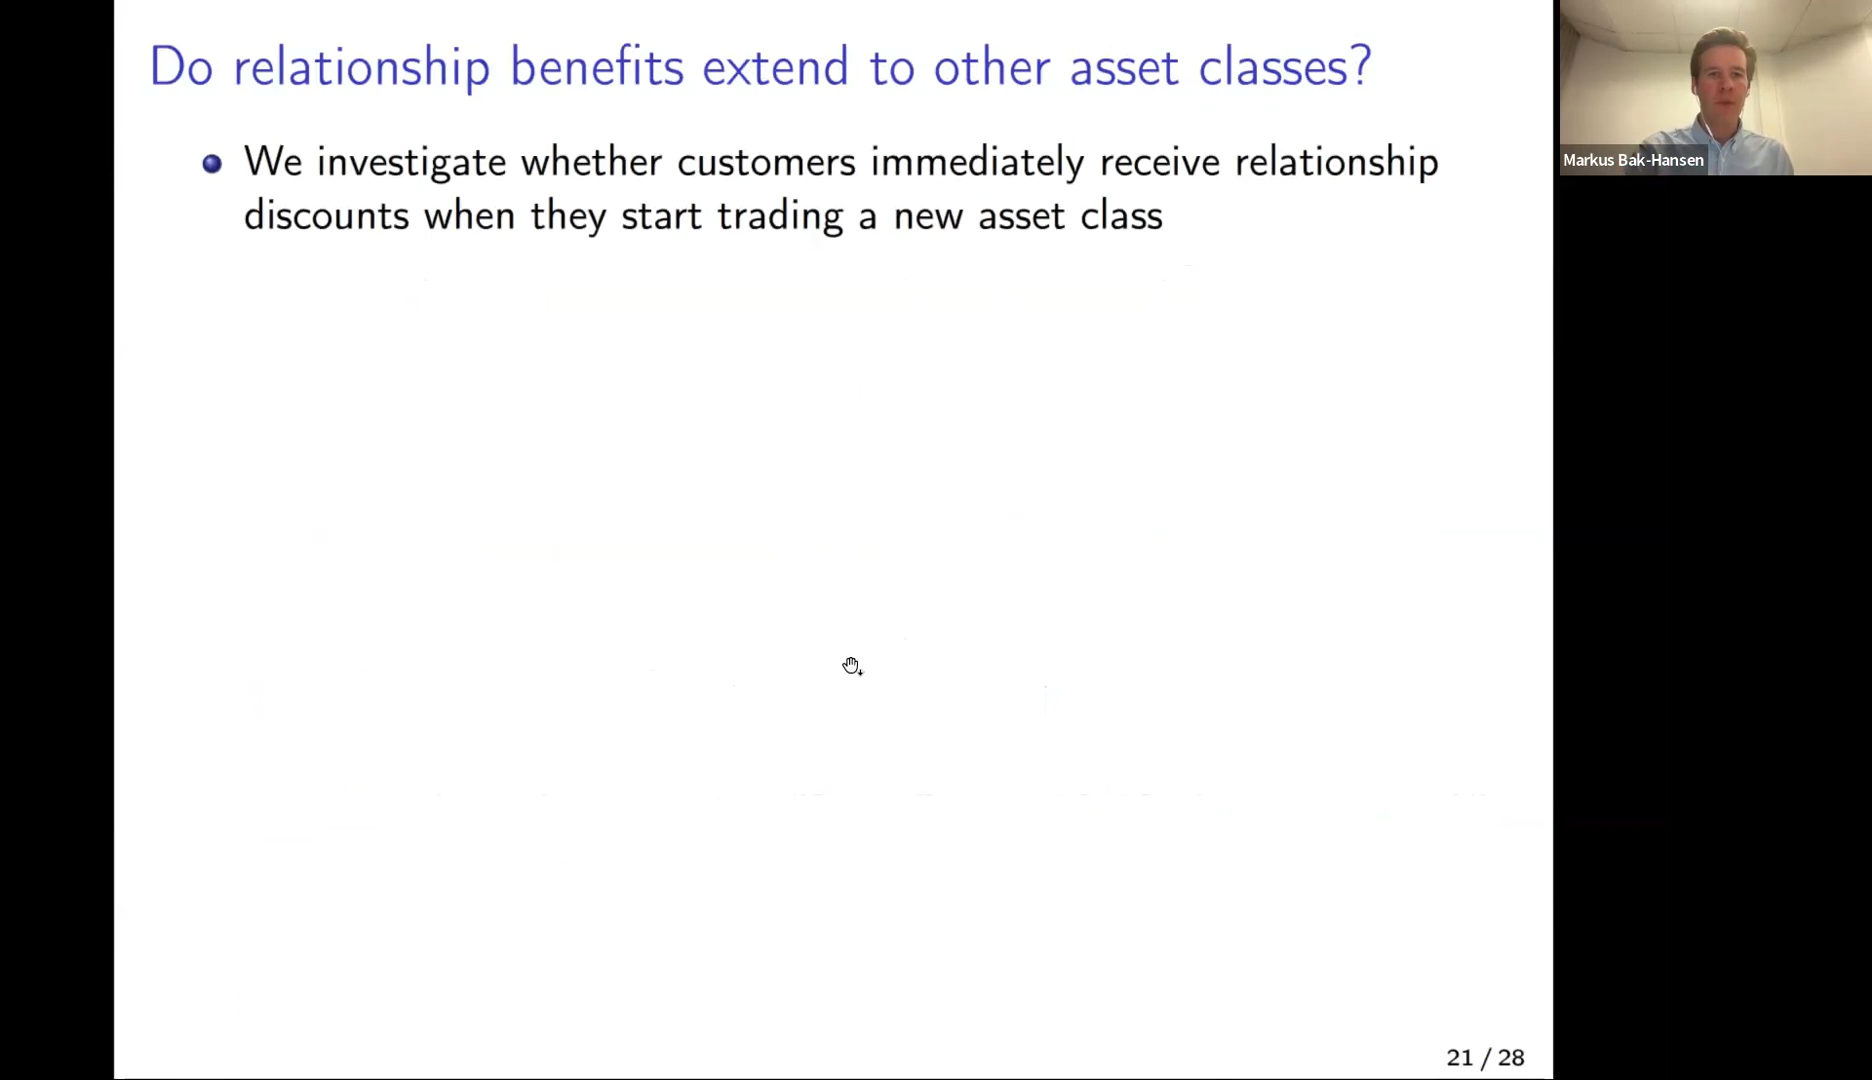 Do relationship benefits extend to other asset classes?
We investigate whether customers immediately receive relationship
discounts when they start trading a new asset class
Markus Bak-Hansen
21 / 28